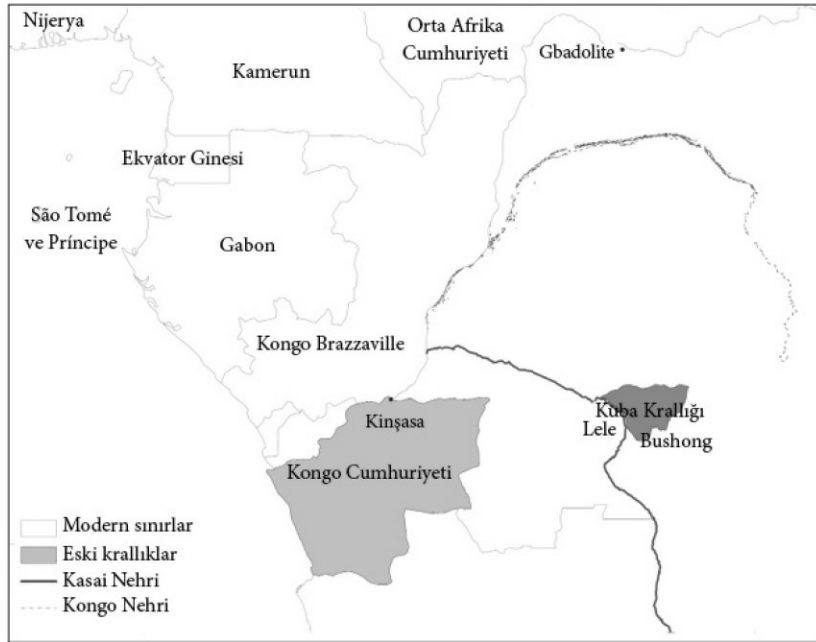 Nijerya
Orta Afrika
Cumhuriyeti
Gbadolite
Kamerun
Ekvator Ginesi
São Tomé
ve Príncipe
Gabon
Kongo Brazzaville
Kinşasa
Kuba Krallığı
Lele
Bushong
Kongo Cumhuriyeti
Modern sınırlar
Eski krallıklar
Kasai Nehri
Kongo Nehri